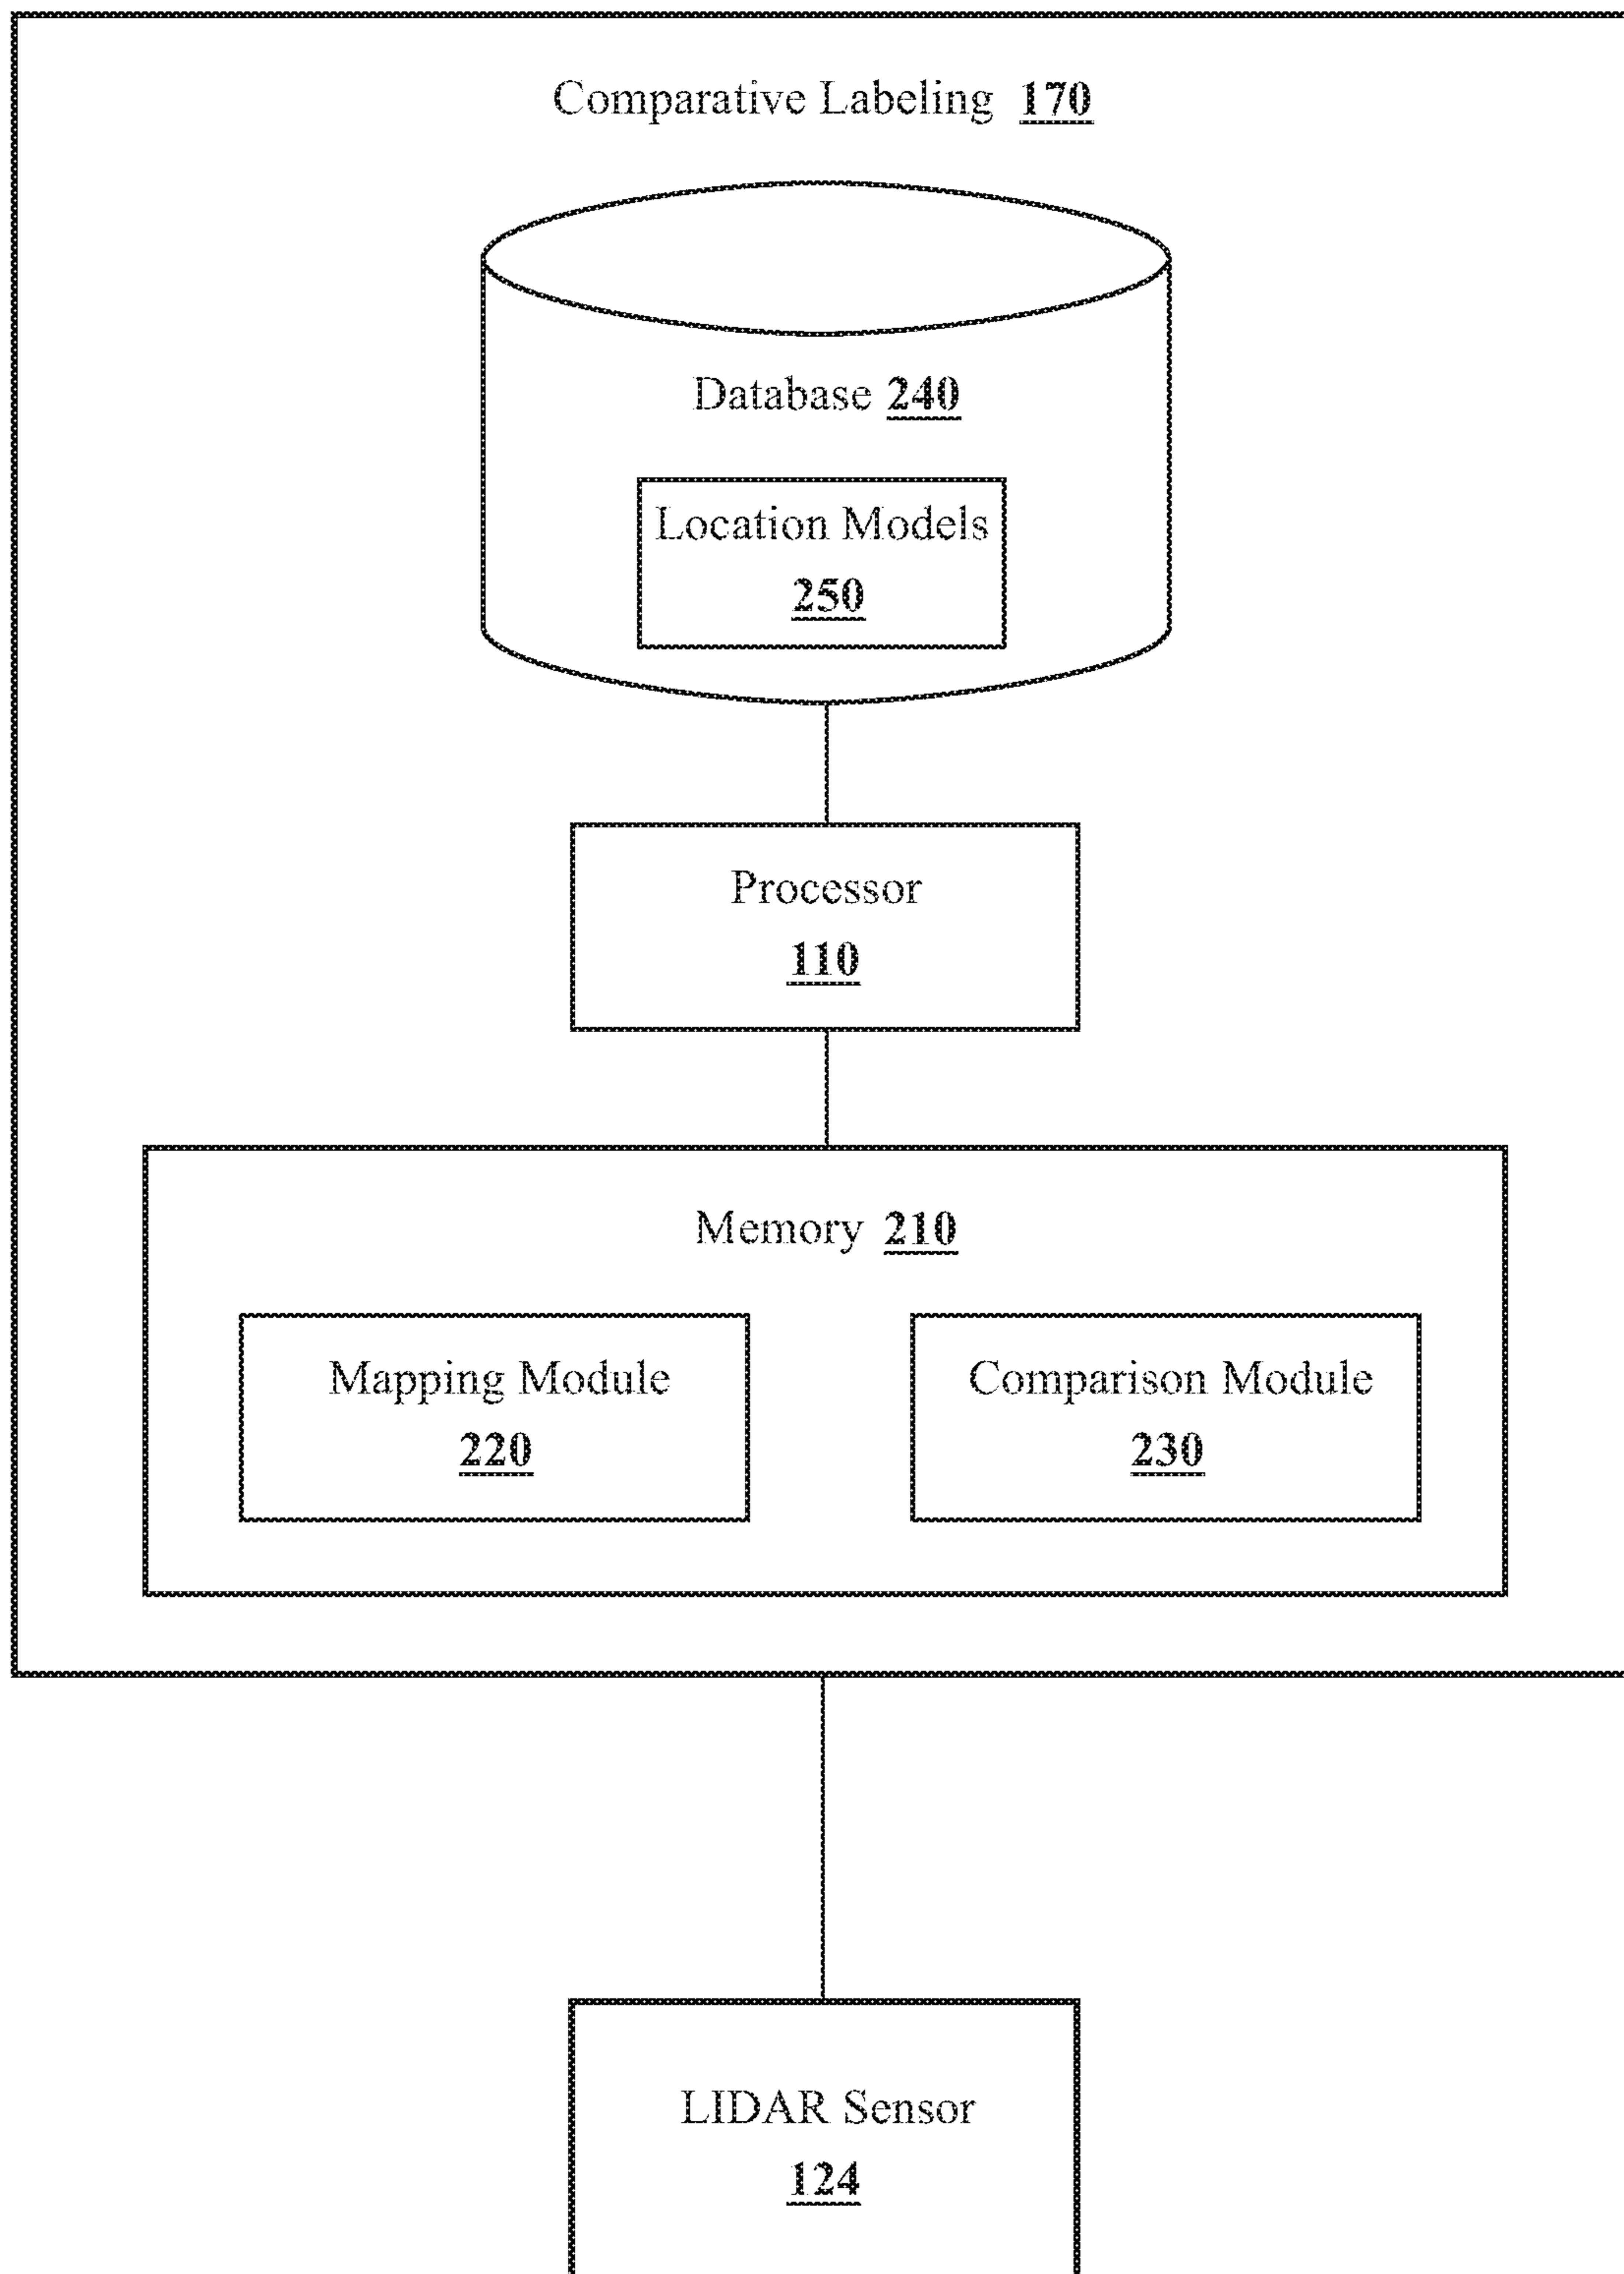 Comparative Labeling 170
Database 240
Location Models
250
Processor
110
Memory 210
Mapping Module
220
Comparison Module
230
LIDAR Sensor
124